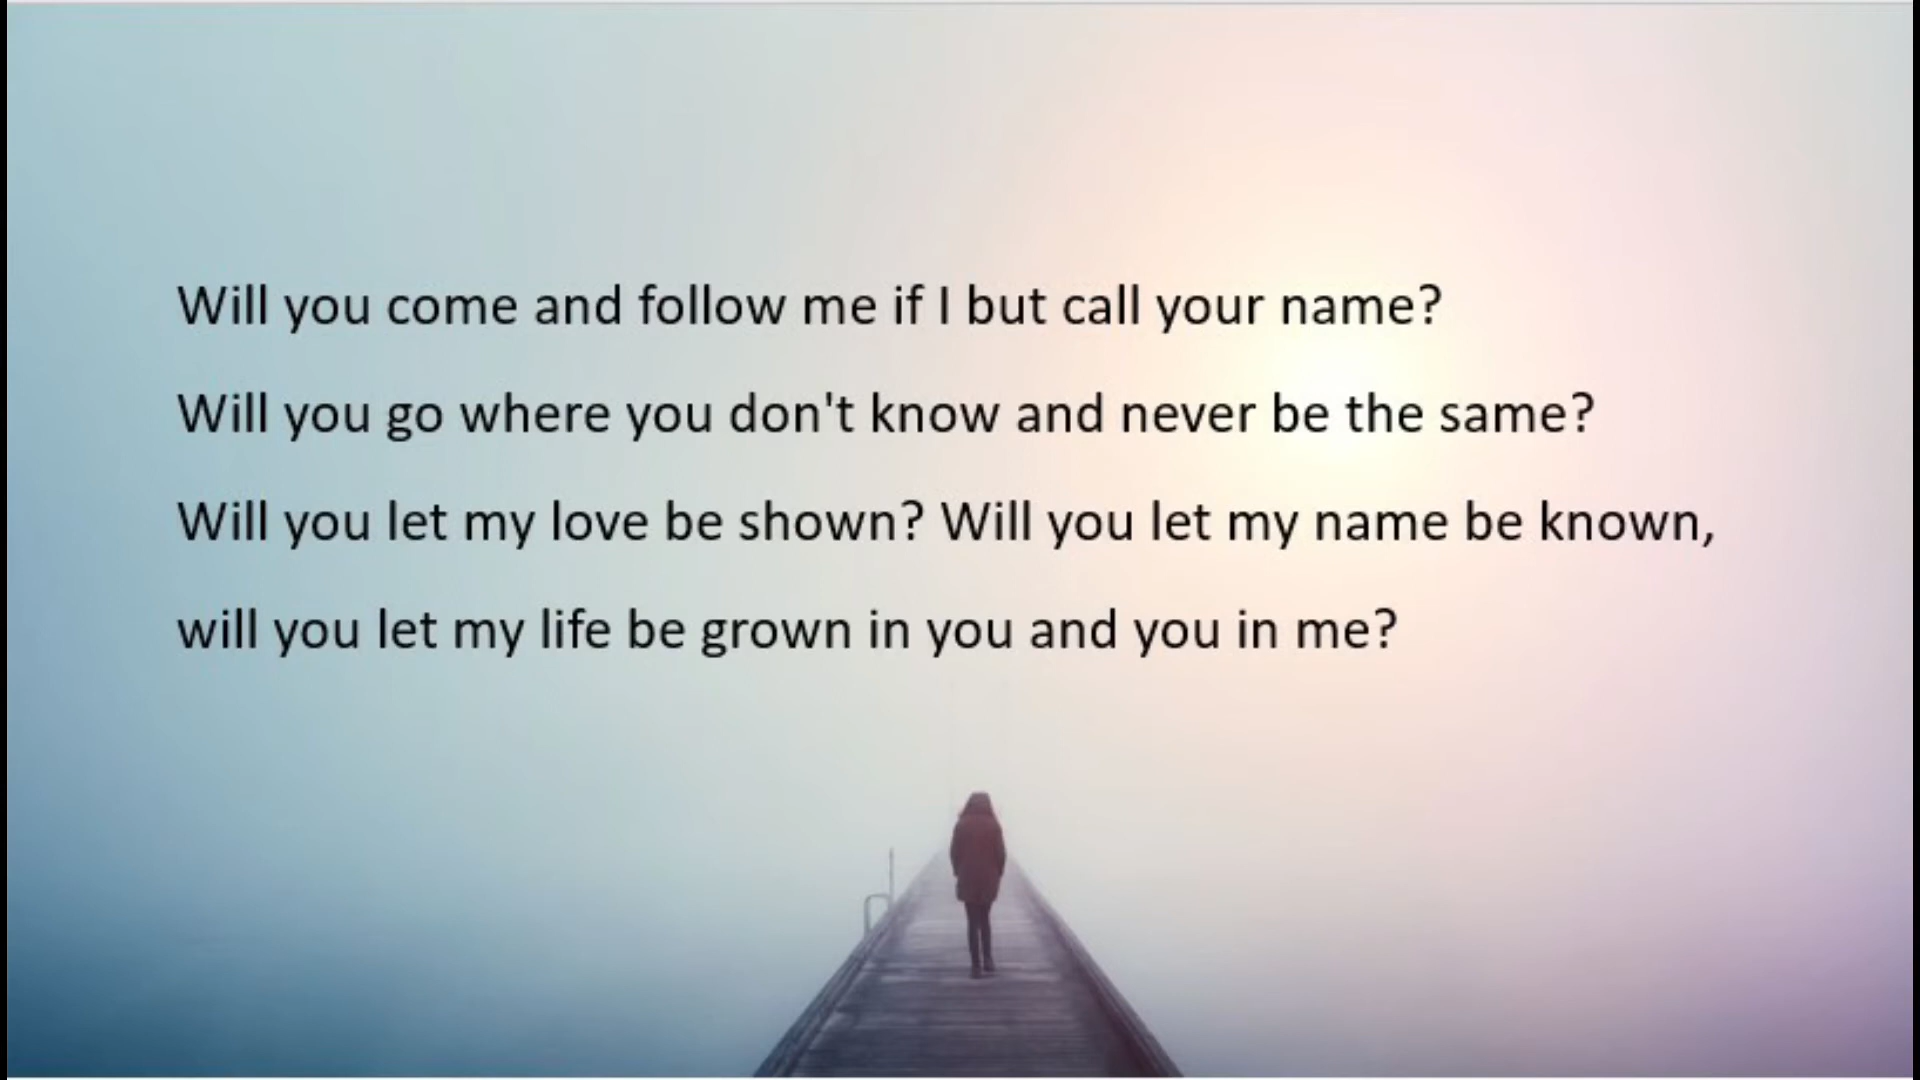 Will you come and follow me if I but call your name?
Will you go where you don't know and never be the same?
Will you let my love be shown? Will you let my name be known,
will you let my life be grown in you and you in me?